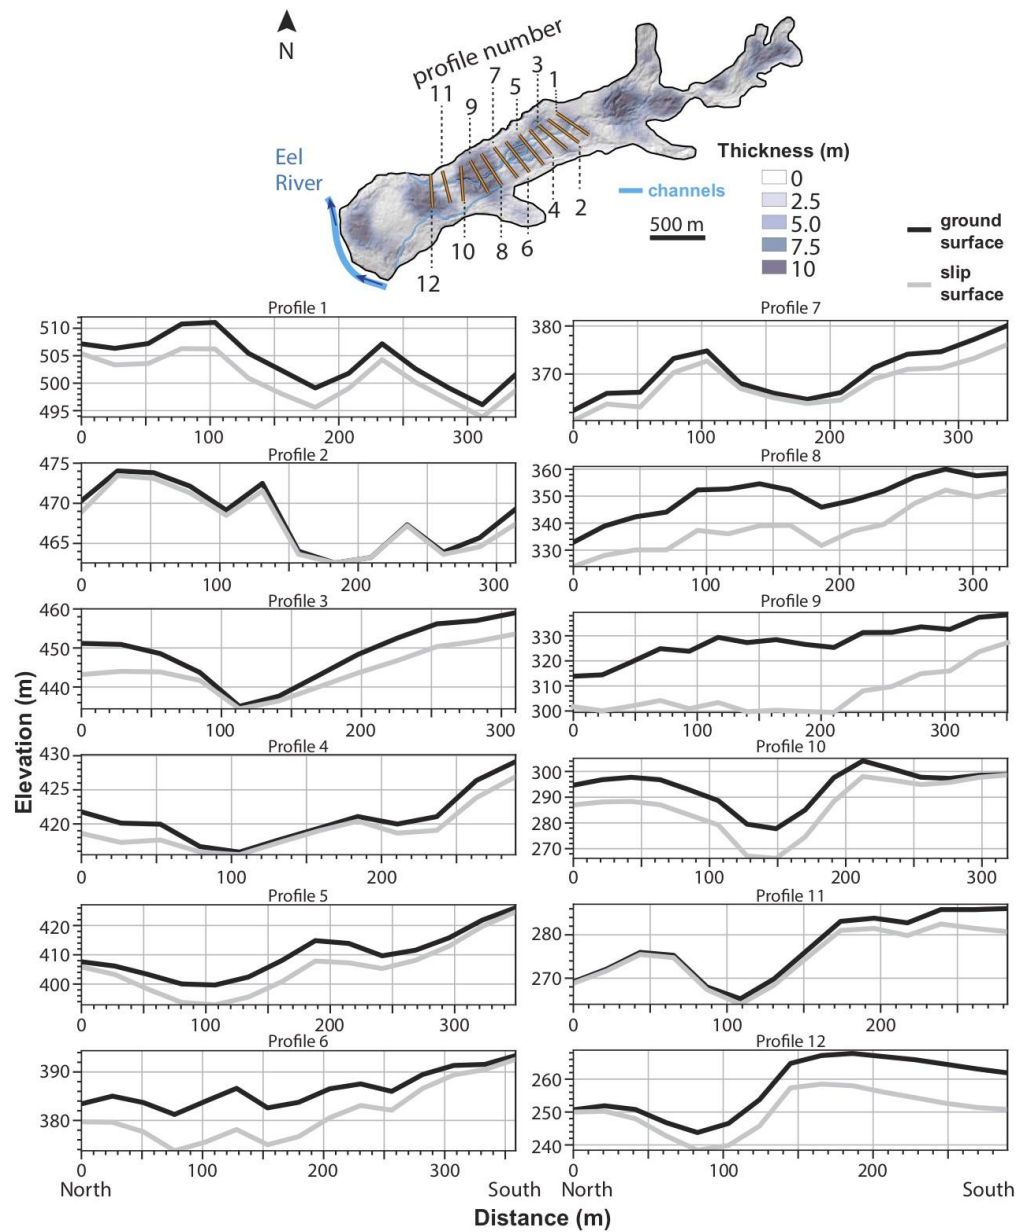 N
profile number
11
9
7
5
3
1
Eel
River
12
10
8
6
4
2
channels
500 m
Thickness (m)
0
2.5
5.0
7.5
10
ground
surface
slip
surface
Profile 1
510
505
500
495
0 100 200 300
Profile 2
475
470
465
0 100 200 300
Profile 3
460
450
440
0 100 200 300
Profile 4
430
425
420
0 100 200
Profile 5
420
410
400
0 100 200 300
Profile 6
390
380
0 100 200 300
North South
Profile 7
380
370
0 100 200 300
Profile 8
360
350
340
330
0 100 200 300
Profile 9
330
320
310
300
0 100 200 300
Profile 10
300
290
280
270
0 100 200 300
Profile 11
280
270
0 100 200
Profile 12
260
250
240
0 100 200
North South
Elevation (m)
Distance (m)